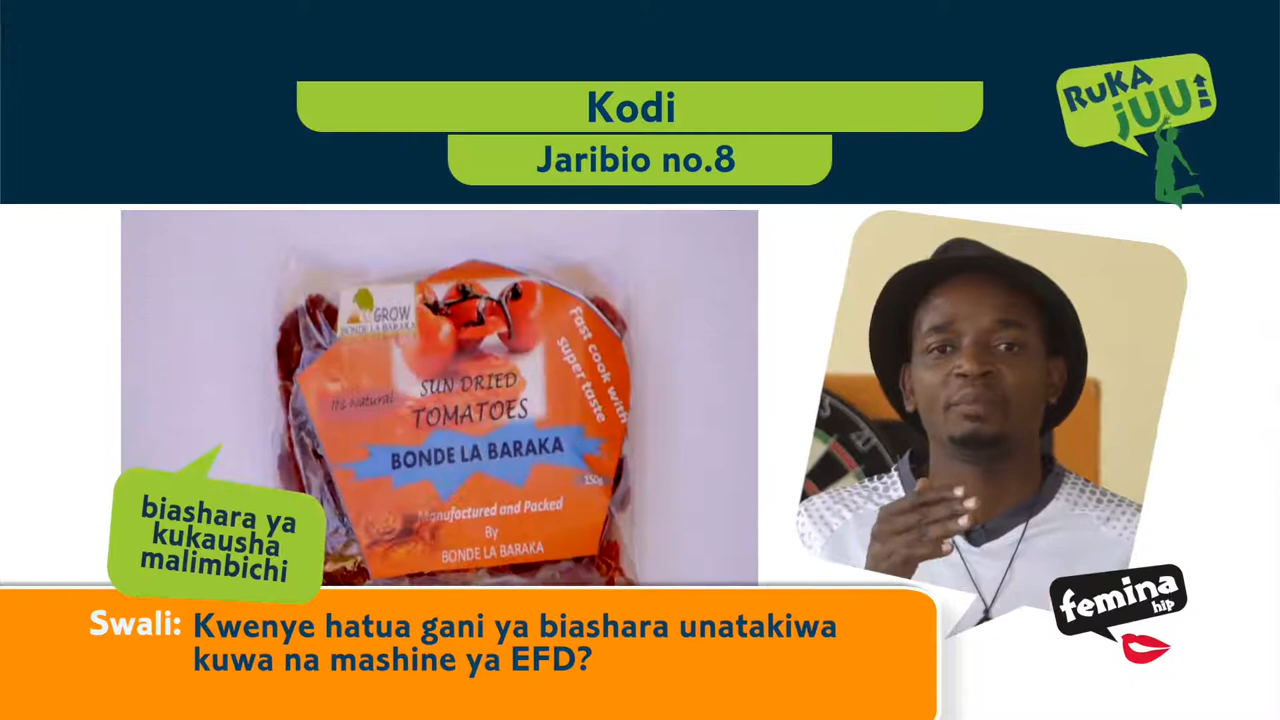 Kodi
Jaribio no.8
RUKA
JUU
GROW
BONDE LA BARAKA
Fast cook with
super taste
Its Natural
SUN DRIED
TOMATOES
BONDE LA BARAKA
150g
Manufactured and Packed
By
BONDE LA BARAKA
biashara ya
kukausha
malimbichi
femina
hip
Swali: Kwenye hatua gani ya biashara unatakiwa
kuwa na mashine ya EFD?